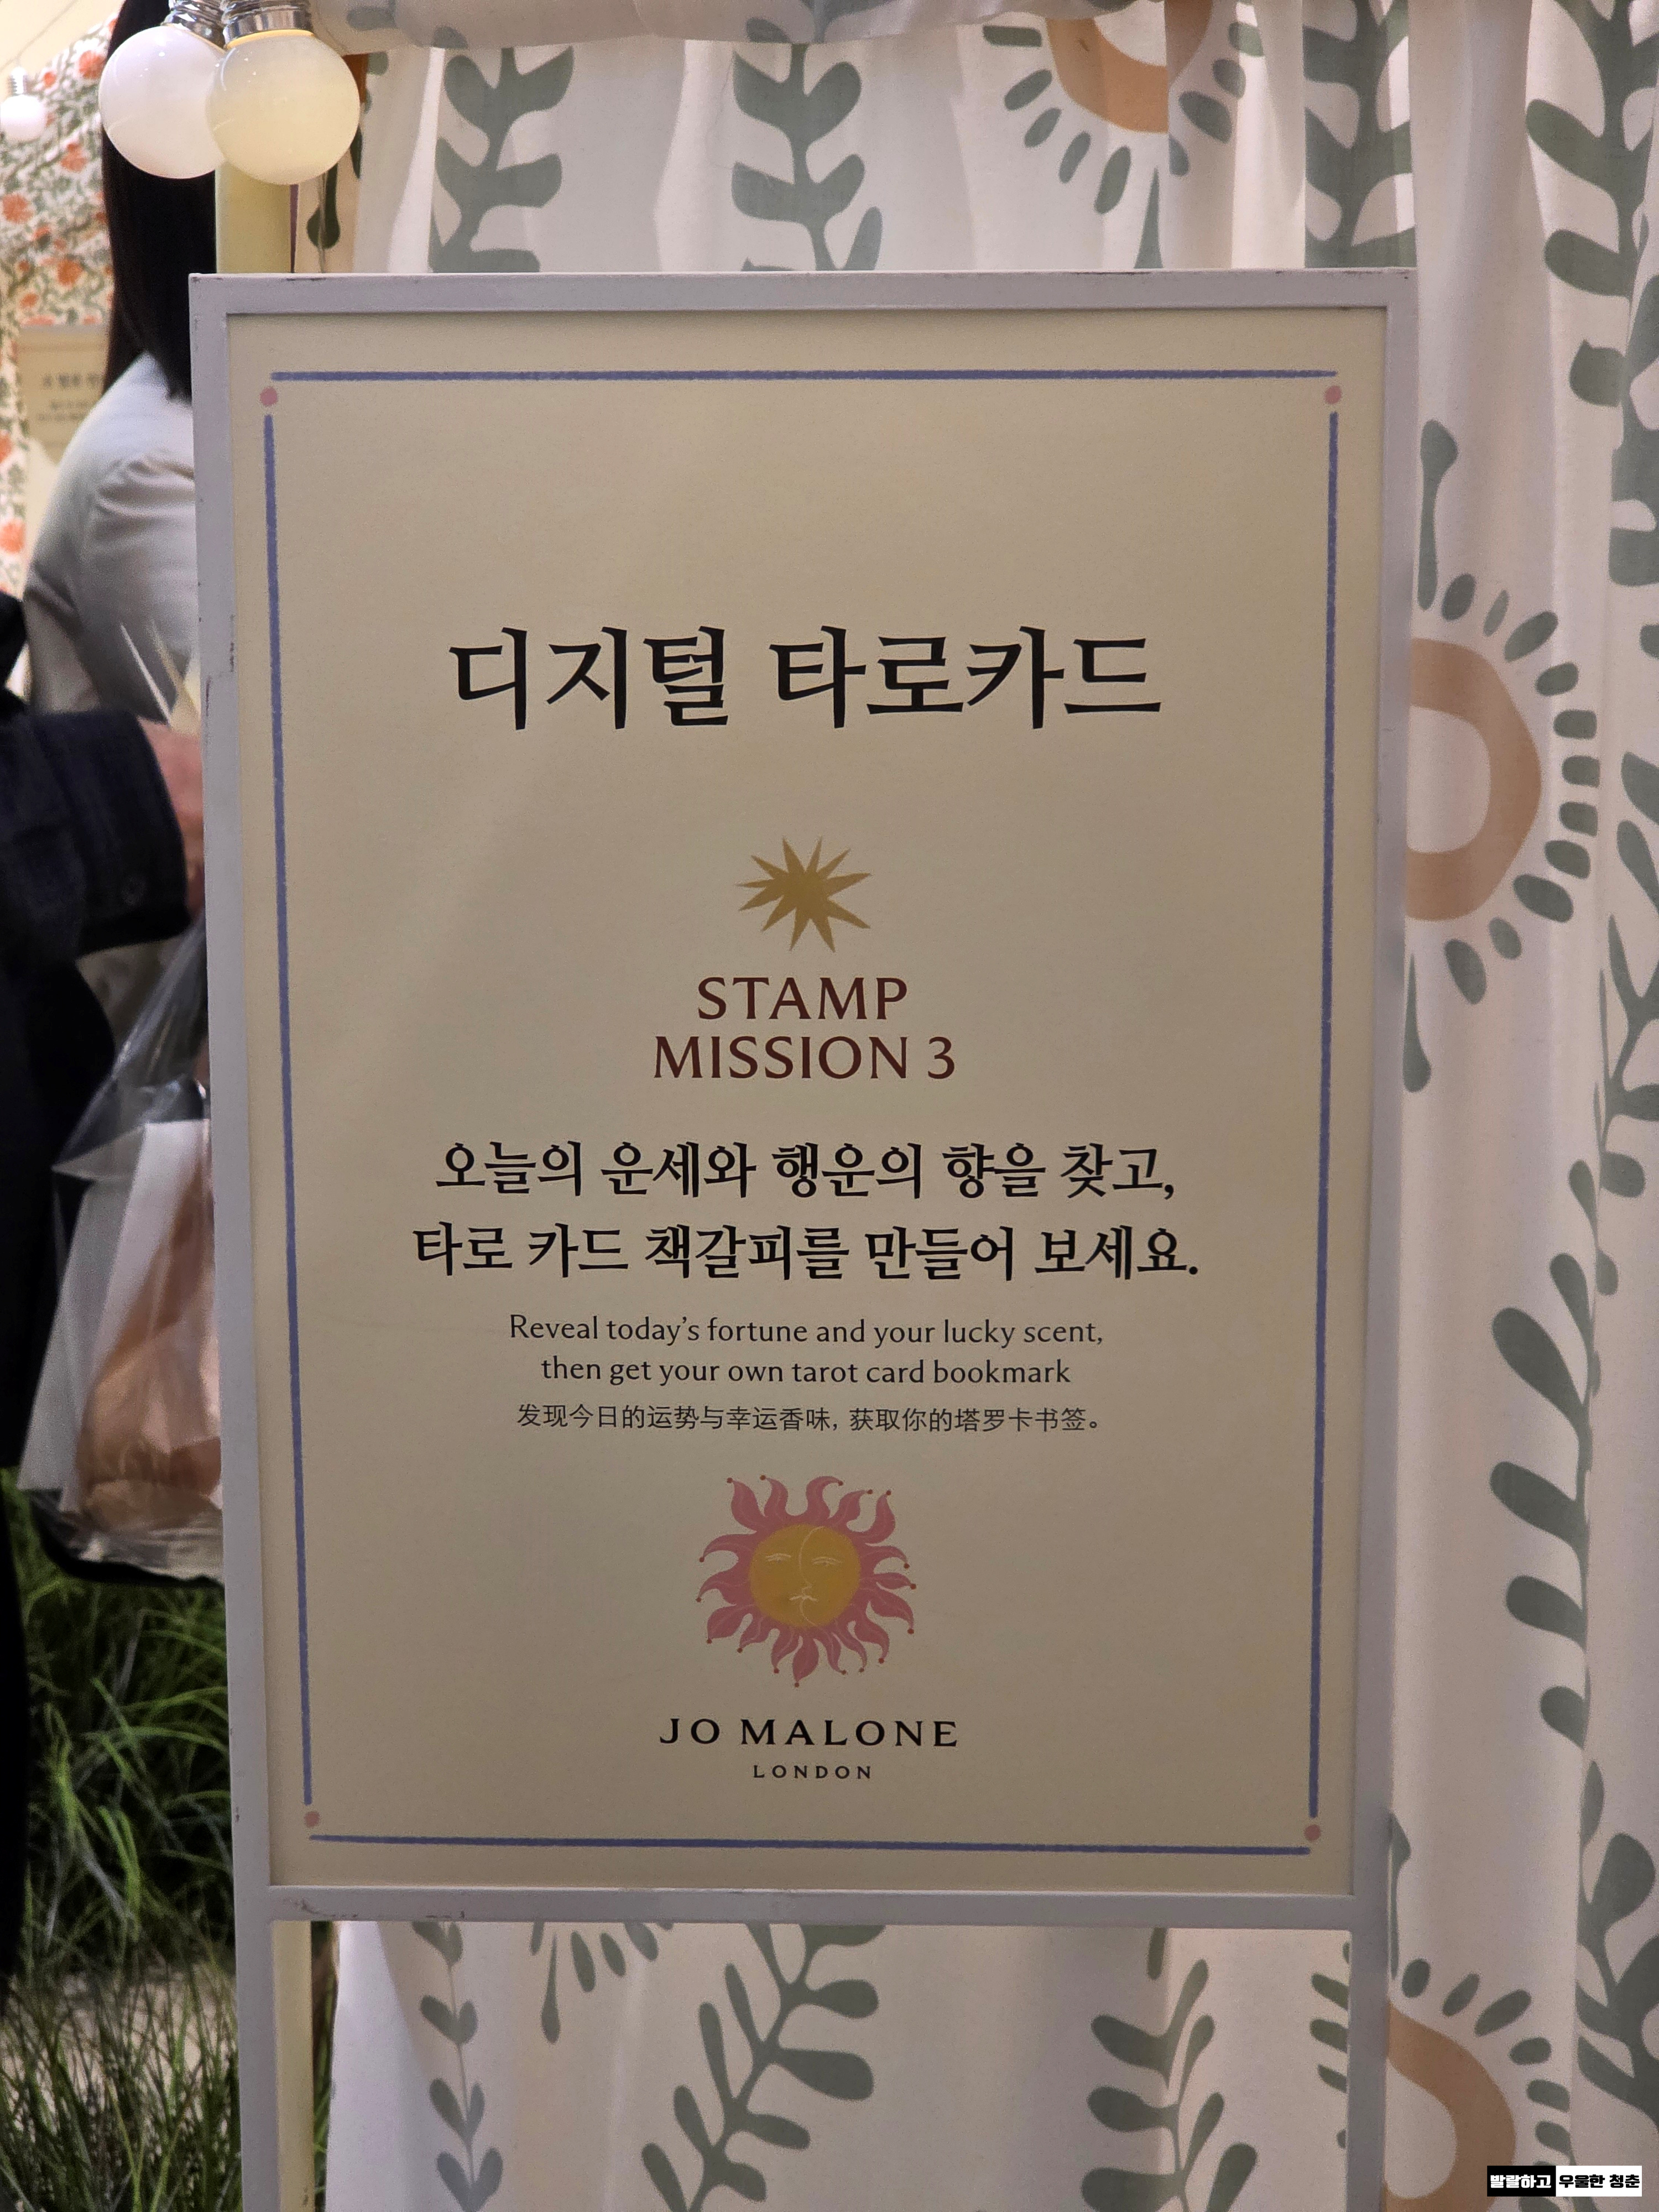 디지털 타로카드
STAMP
MISSION 3
오늘의 운세와 행운의 향을 찾고,
타로 카드 책갈피를 만들어 보세요.
Reveal today's fortune and your lucky scent,
then get your own tarot card bookmark
发现今日的运势与幸运香味, 获取你的塔罗卡书签。
JO MALONE
LONDON
발랄하고 우울한 청춘